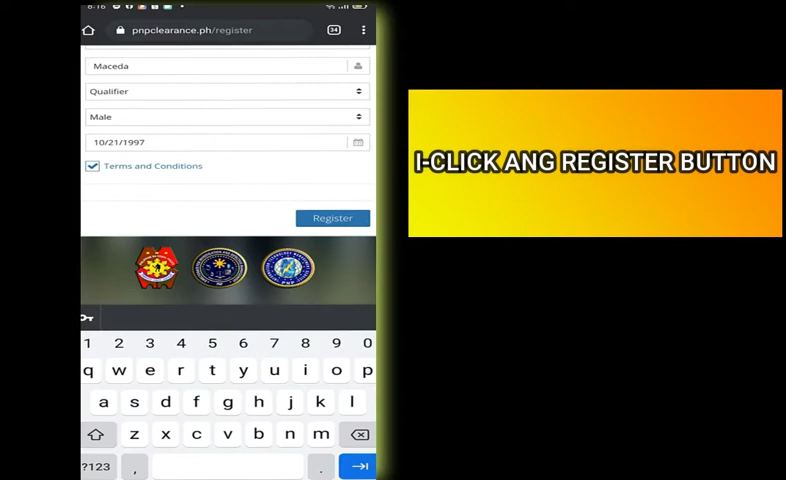 8:16
pnpclearance.ph/register
34
Maceda
Qualifier
Male
10/21/1997
Terms and Conditions
Register
I-CLICK ANG REGISTER BUTTON
PNP
1 2 3 4 5 6 7 8 9 0
q w e r t y u i o p
a s d f g h j k l
z x c v b n m
?123 , .